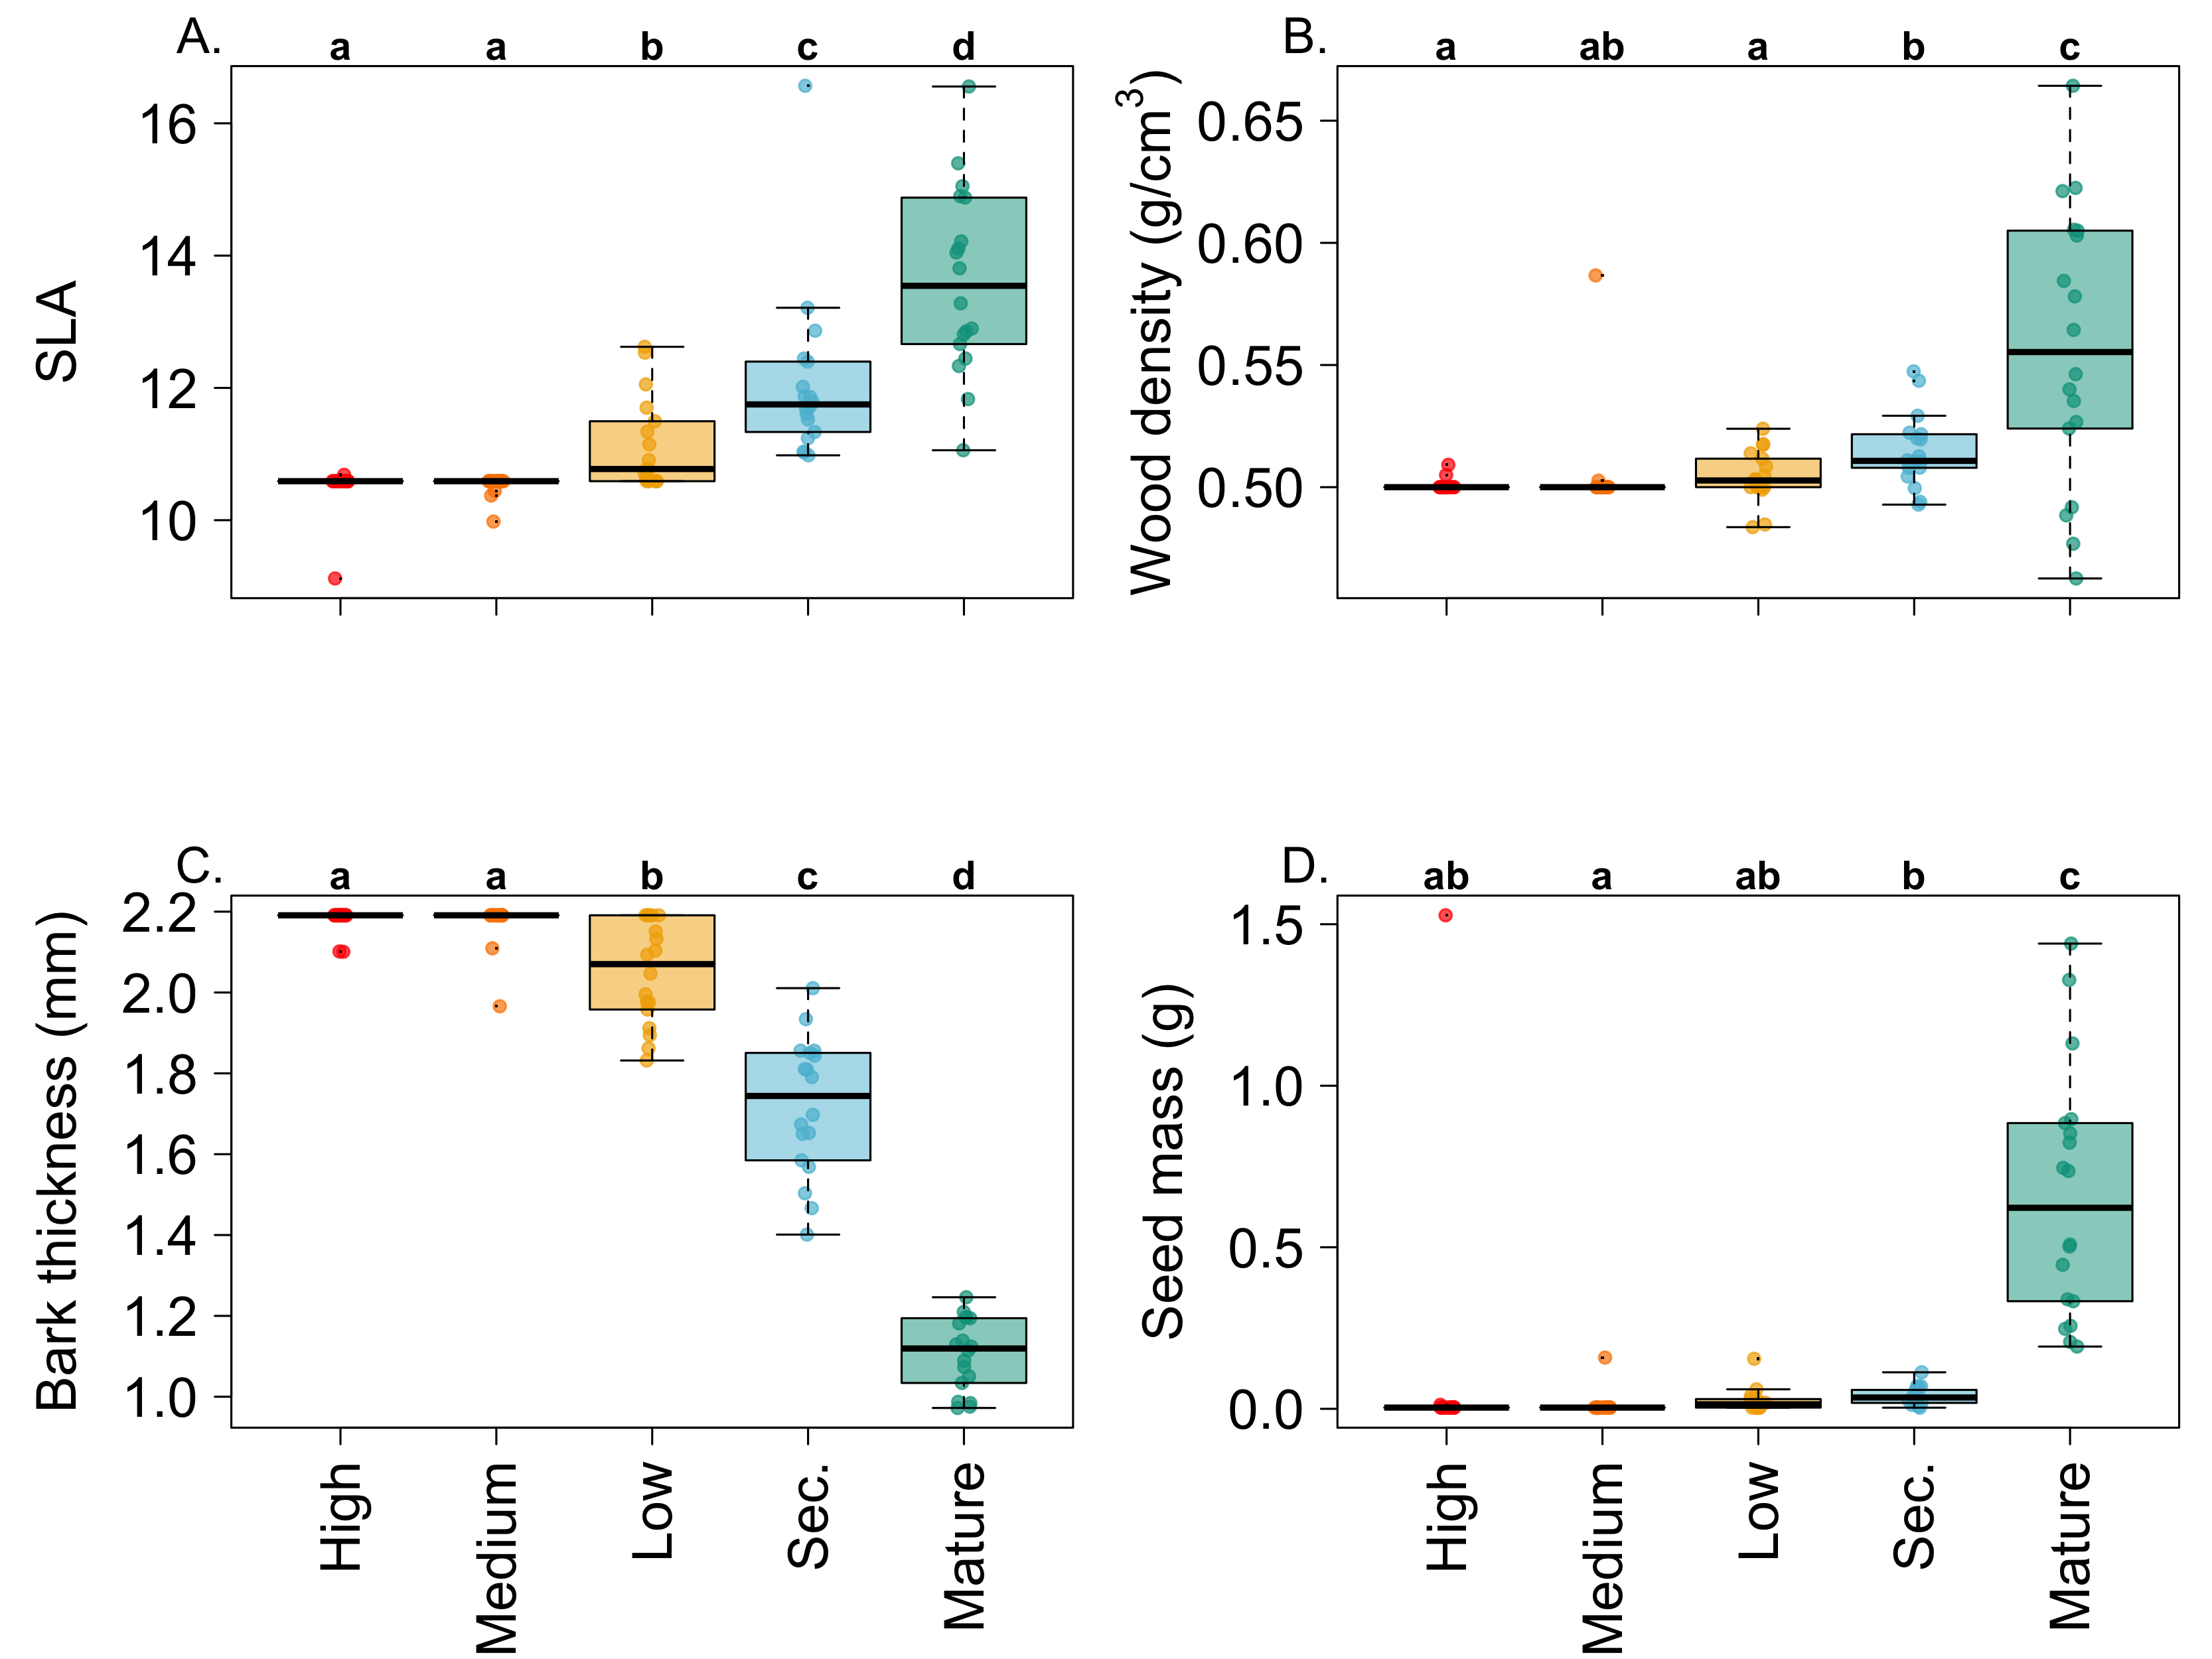 A. a a b c d
16
14
12
10
SLA
B. a ab a b c
0.65
0.60
0.55
0.50
Wood density (g/cm³)
C. a a b c d
2.2
2.0
1.8
1.6
1.4
1.2
1.0
Bark thickness (mm)
High
Medium
Low
Sec.
Mature
D. ab a ab b c
1.5
1.0
0.5
0.0
Seed mass (g)
High
Medium
Low
Sec.
Mature